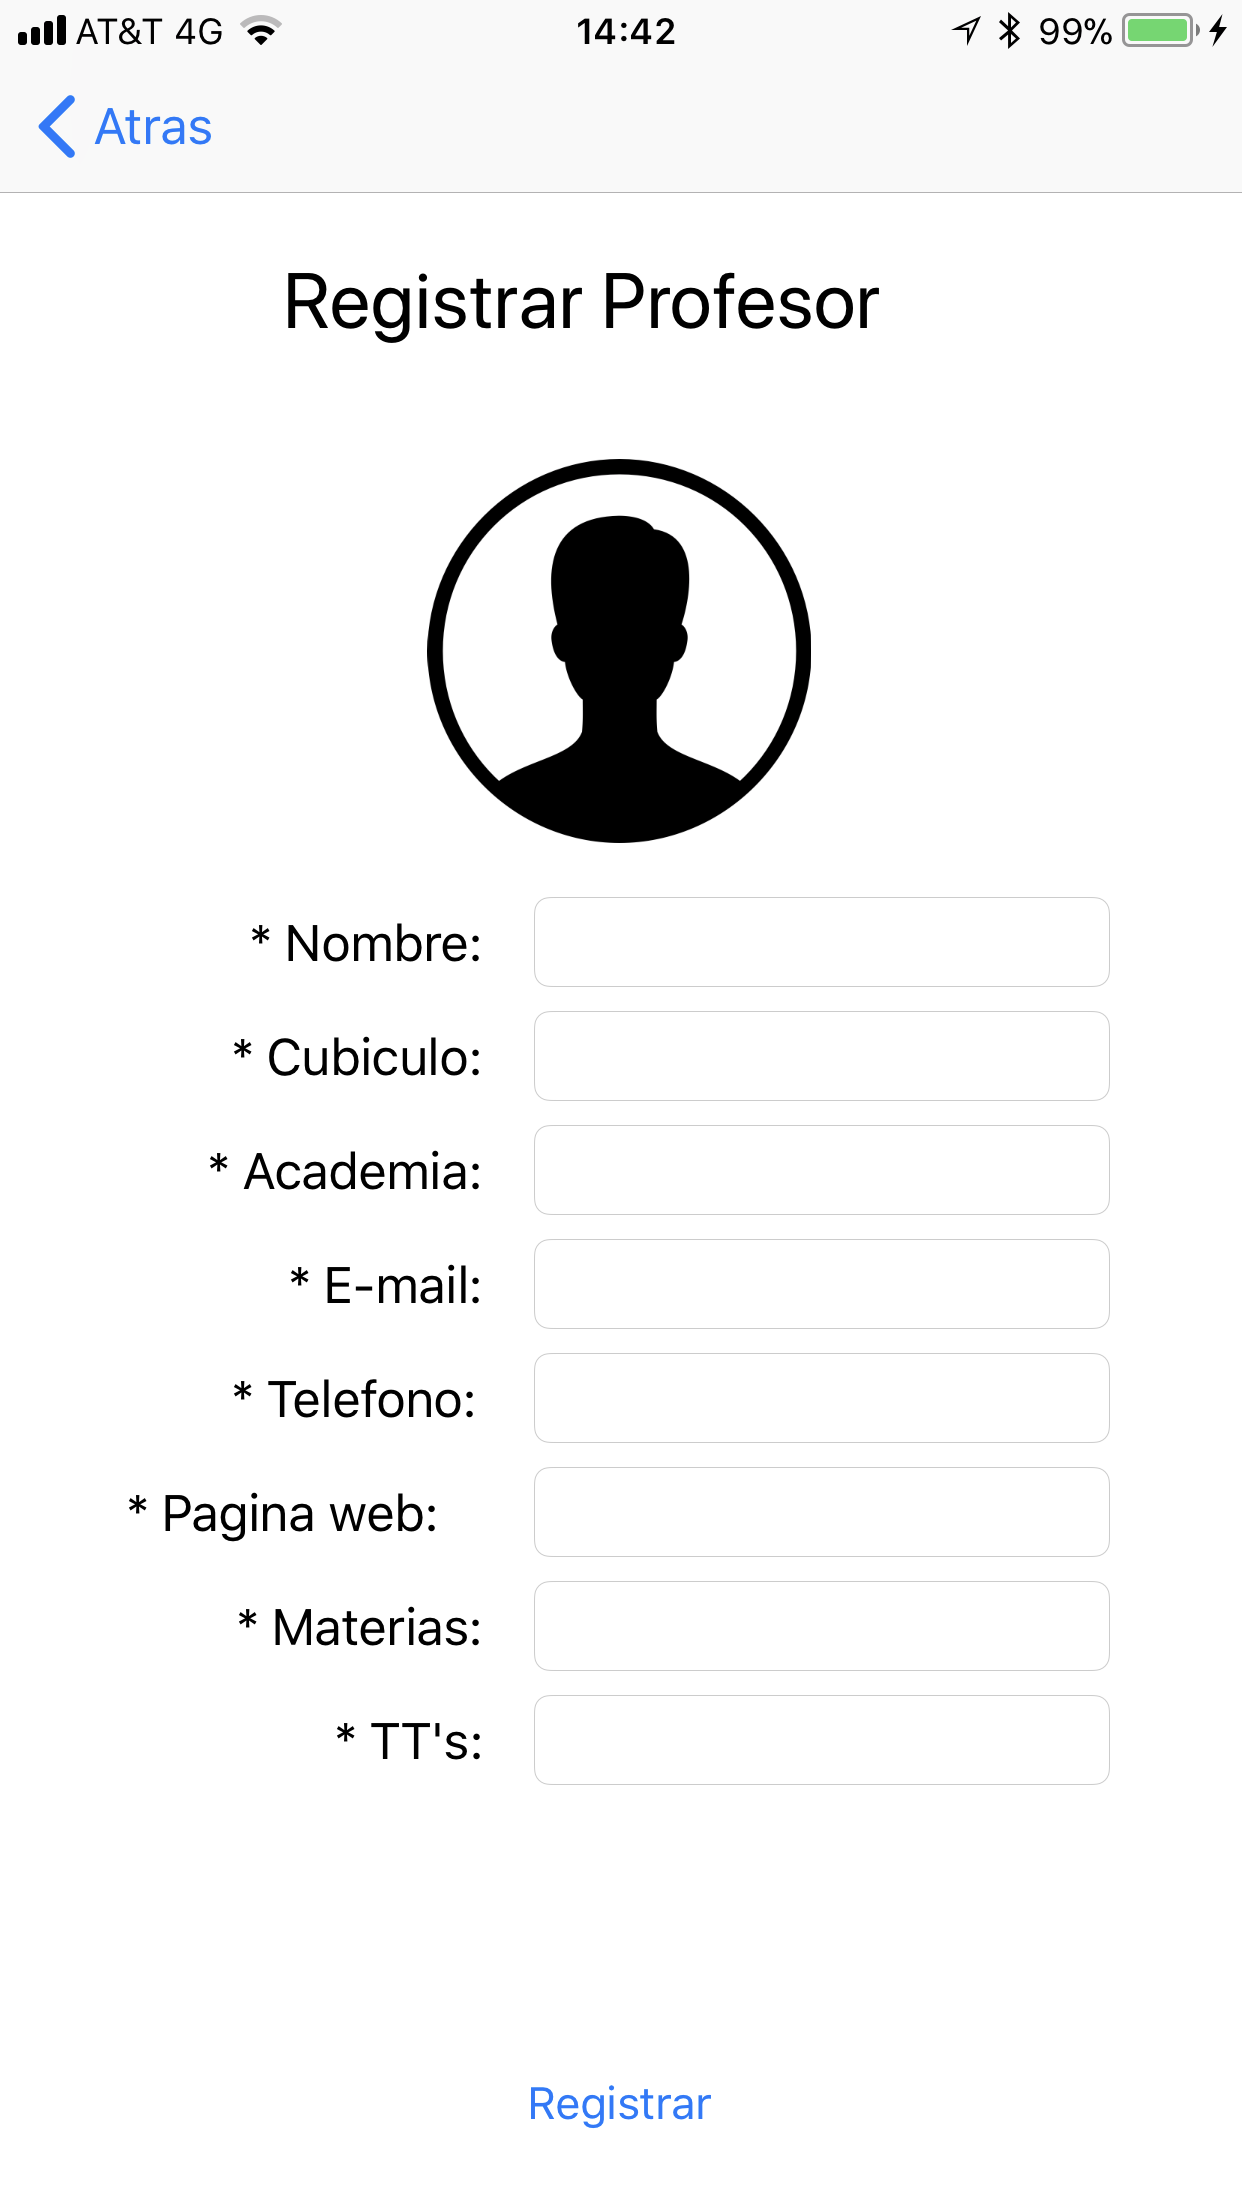 AT&T 4G 14:42 99%
Atras
Registrar Profesor
* Nombre:
* Cubiculo:
* Academia:
* E-mail:
* Telefono:
* Pagina web:
* Materias:
* TT's:
Registrar